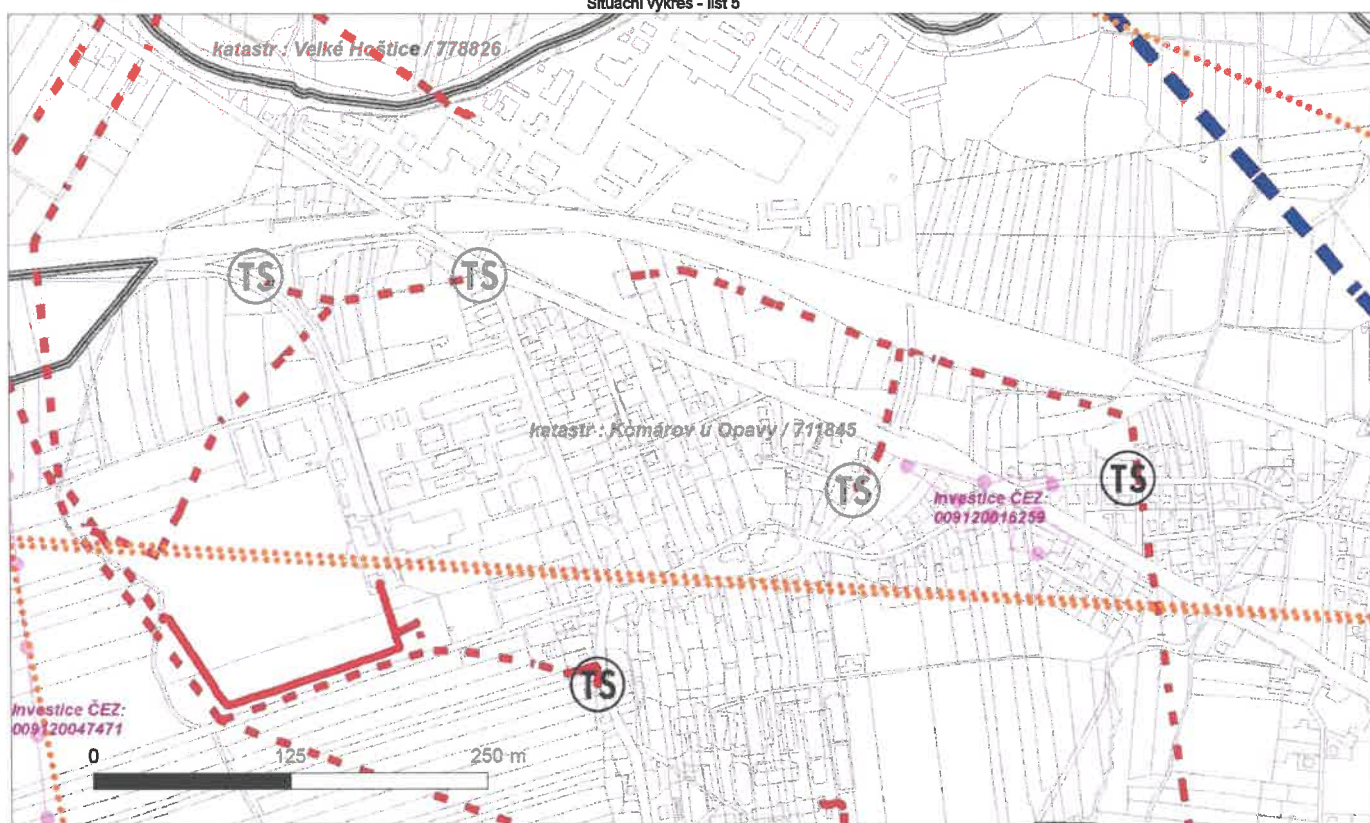 Situační výkres - list 5
katastr : Velké Hoštice / 778826
TS
TS
katastr : Komárov u Opavy / 711845
TS
TS
Investice ČEZ:
009120016259
TS
Investice ČEZ:
009120047471
0 125 250 m